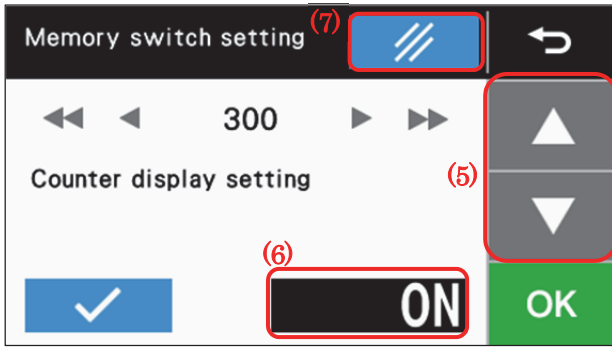 Memory switch setting
(7)
300
Counter display setting
(5)
(6)
ON
OK